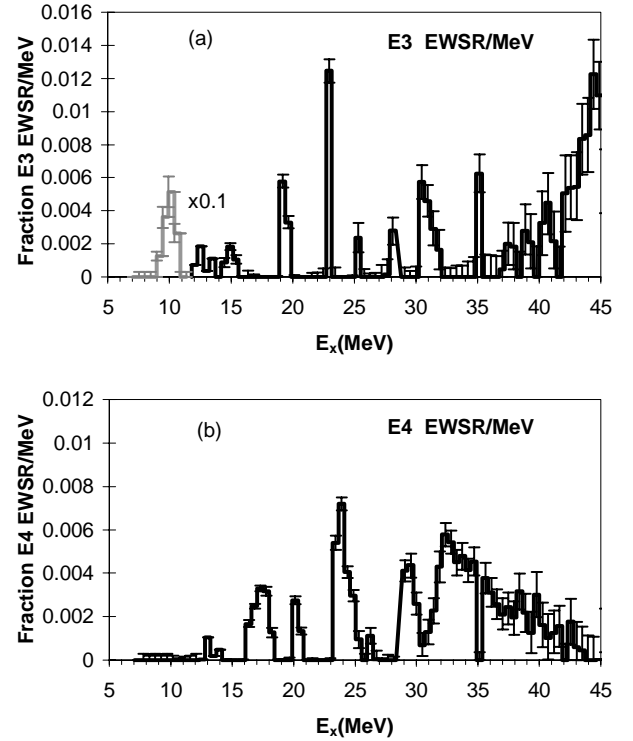 (a) E3 EWSR/MeV
Fraction E3 EWSR/MeV
0.016
0.014
0.012
0.01
0.008
0.006
0.004
0.002
0
x0.1
5 10 15 20 25 30 35 40 45
Eₓ(MeV)
(b) E4 EWSR/MeV
Fraction E4 EWSR/MeV
0.012
0.01
0.008
0.006
0.004
0.002
0
5 10 15 20 25 30 35 40 45
Eₓ(MeV)